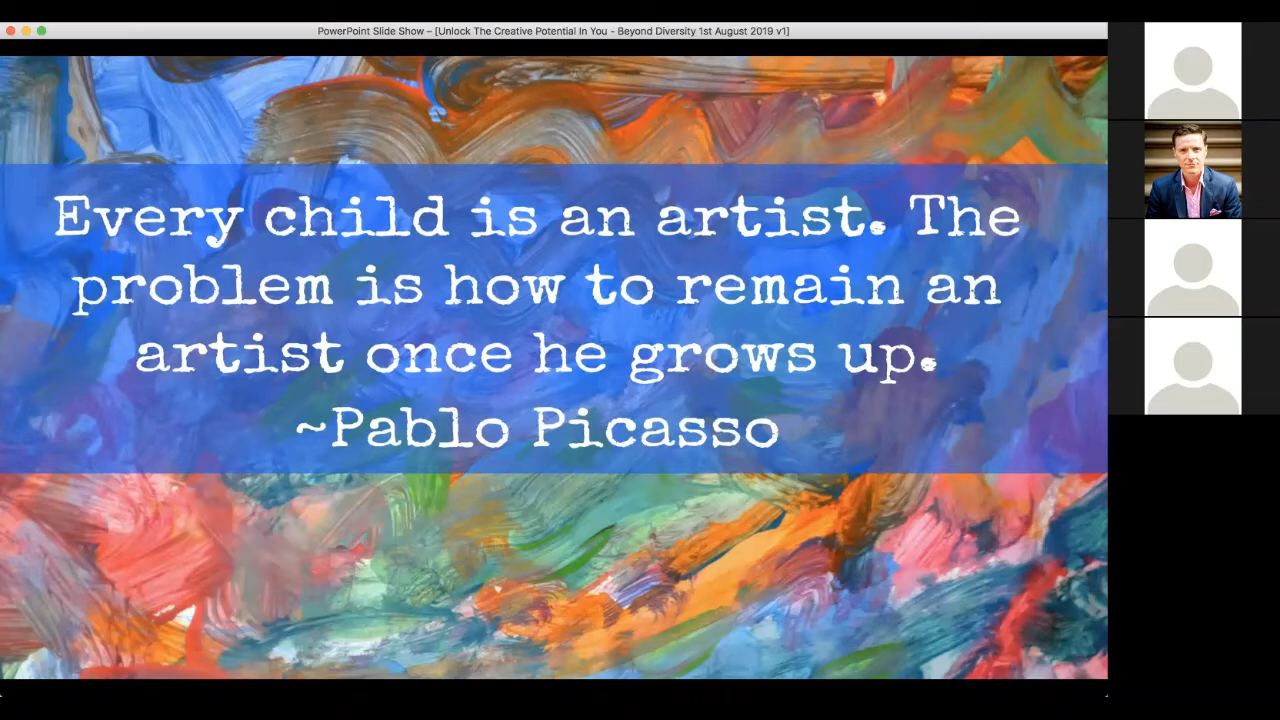 PowerPoint Slide Show – [Unlock The Creative Potential In You - Beyond Diversity 1st August 2019 v1]
Every child is an artist. The
problem is how to remain an
artist once he grows up.
~Pablo Picasso